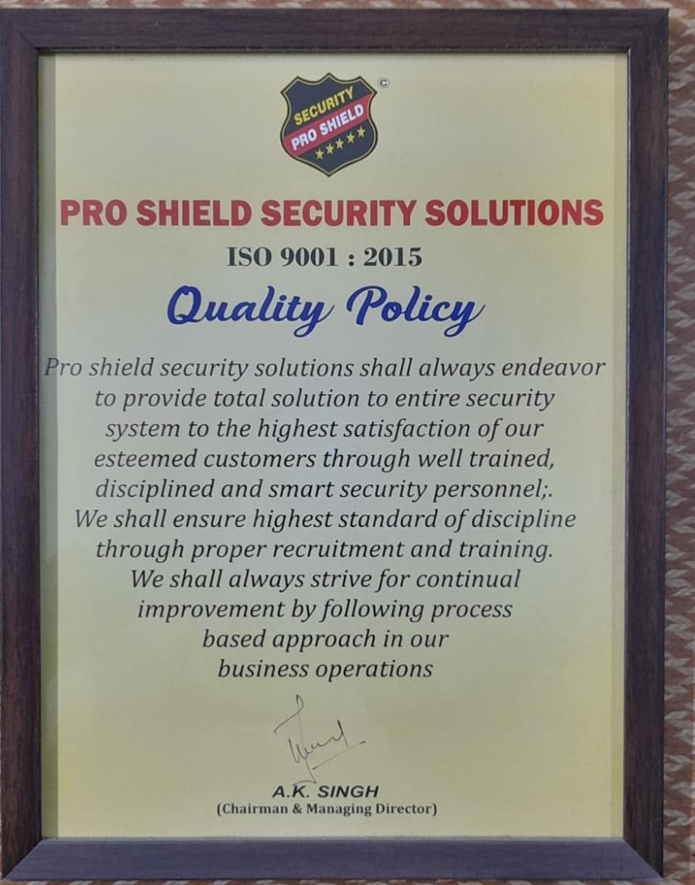 ©
SECURITY
PRO SHIELD
PRO SHIELD SECURITY SOLUTIONS
ISO 9001 : 2015
Quality Policy
Pro shield security solutions shall always endeavor
to provide total solution to entire security
system to the highest satisfaction of our
esteemed customers through well trained,
disciplined and smart security personnel;.
We shall ensure highest standard of discipline
through proper recruitment and training.
We shall always strive for continual
improvement by following process
based approach in our
business operations
A.K. SINGH
(Chairman & Managing Director)